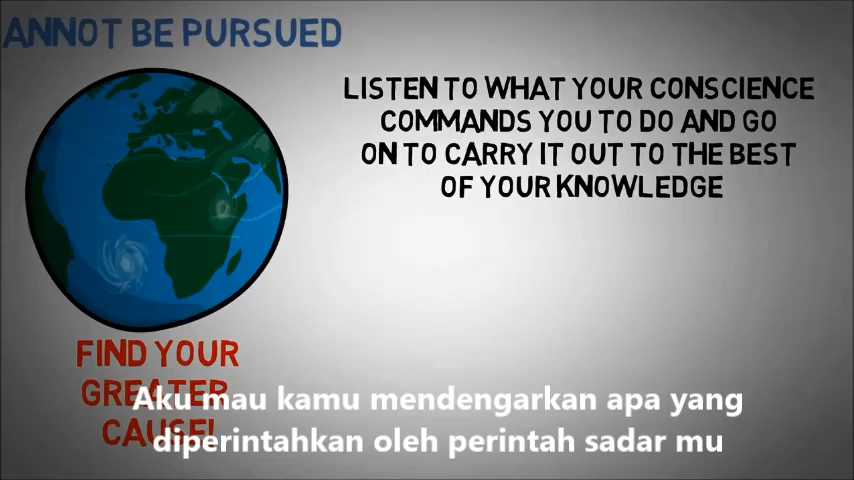 ANNOT BE PURSUED
LISTEN TO WHAT YOUR CONSCIENCE
COMMANDS YOU TO DO AND GO
ON TO CARRY IT OUT TO THE BEST
OF YOUR KNOWLEDGE
FIND YOUR
GREATER
CAUSE!
Aku mau kamu mendengarkan apa yang
diperintahkan oleh perintah sadar mu